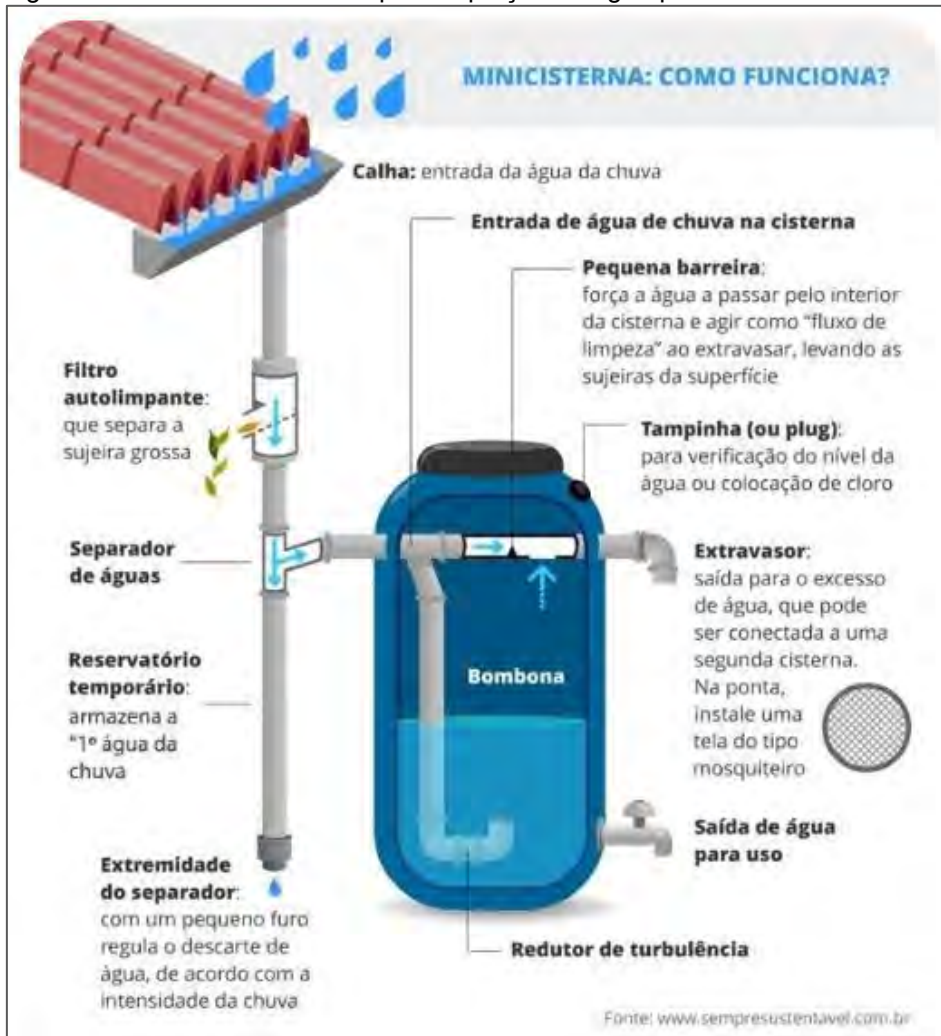 MINICISTERNA: COMO FUNCIONA?
Calha: entrada da água da chuva
Entrada de água de chuva na cisterna
Pequena barreira:
força a água a passar pelo interior
da cisterna e agir como “fluxo de
limpeza” ao extravasar, levando as
sujeiras da superfície
Filtro
autolimpante:
que separa a
sujeira grossa
Tampinha (ou plug):
para verificação do nível da
água ou colocação de cloro
Separador
de águas
Extravasor:
saída para o excesso
de água, que pode
ser conectada a uma
segunda cisterna.
Na ponta,
instale uma
tela do tipo
mosquiteiro
Reservatório
temporário:
armazena a
"1º água da
chuva
Bombona
Saída de água
para uso
Extremidade
do separador:
com um pequeno furo
regula o descarte de
água, de acordo com a
intensidade da chuva
Redutor de turbulência
Fonte: www.sempresustentavel.com.br